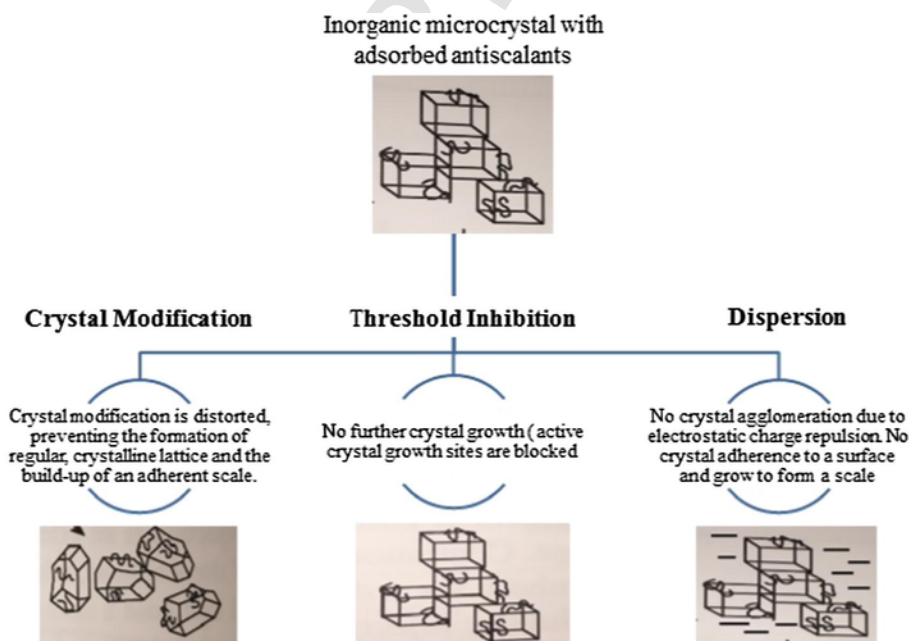 Inorganic microcrystal with
adsorbed antiscalants
Crystal Modification
Threshold Inhibition
Dispersion
Crystal modification is distorted,
preventing the formation of
regular, crystalline lattice and the
build-up of an adherent scale.
No further crystal growth ( active
crystal growth sites are blocked
No crystal agglomeration due to
electrostatic charge repulsion. No
crystal adherence to a surface
and grow to form a scale